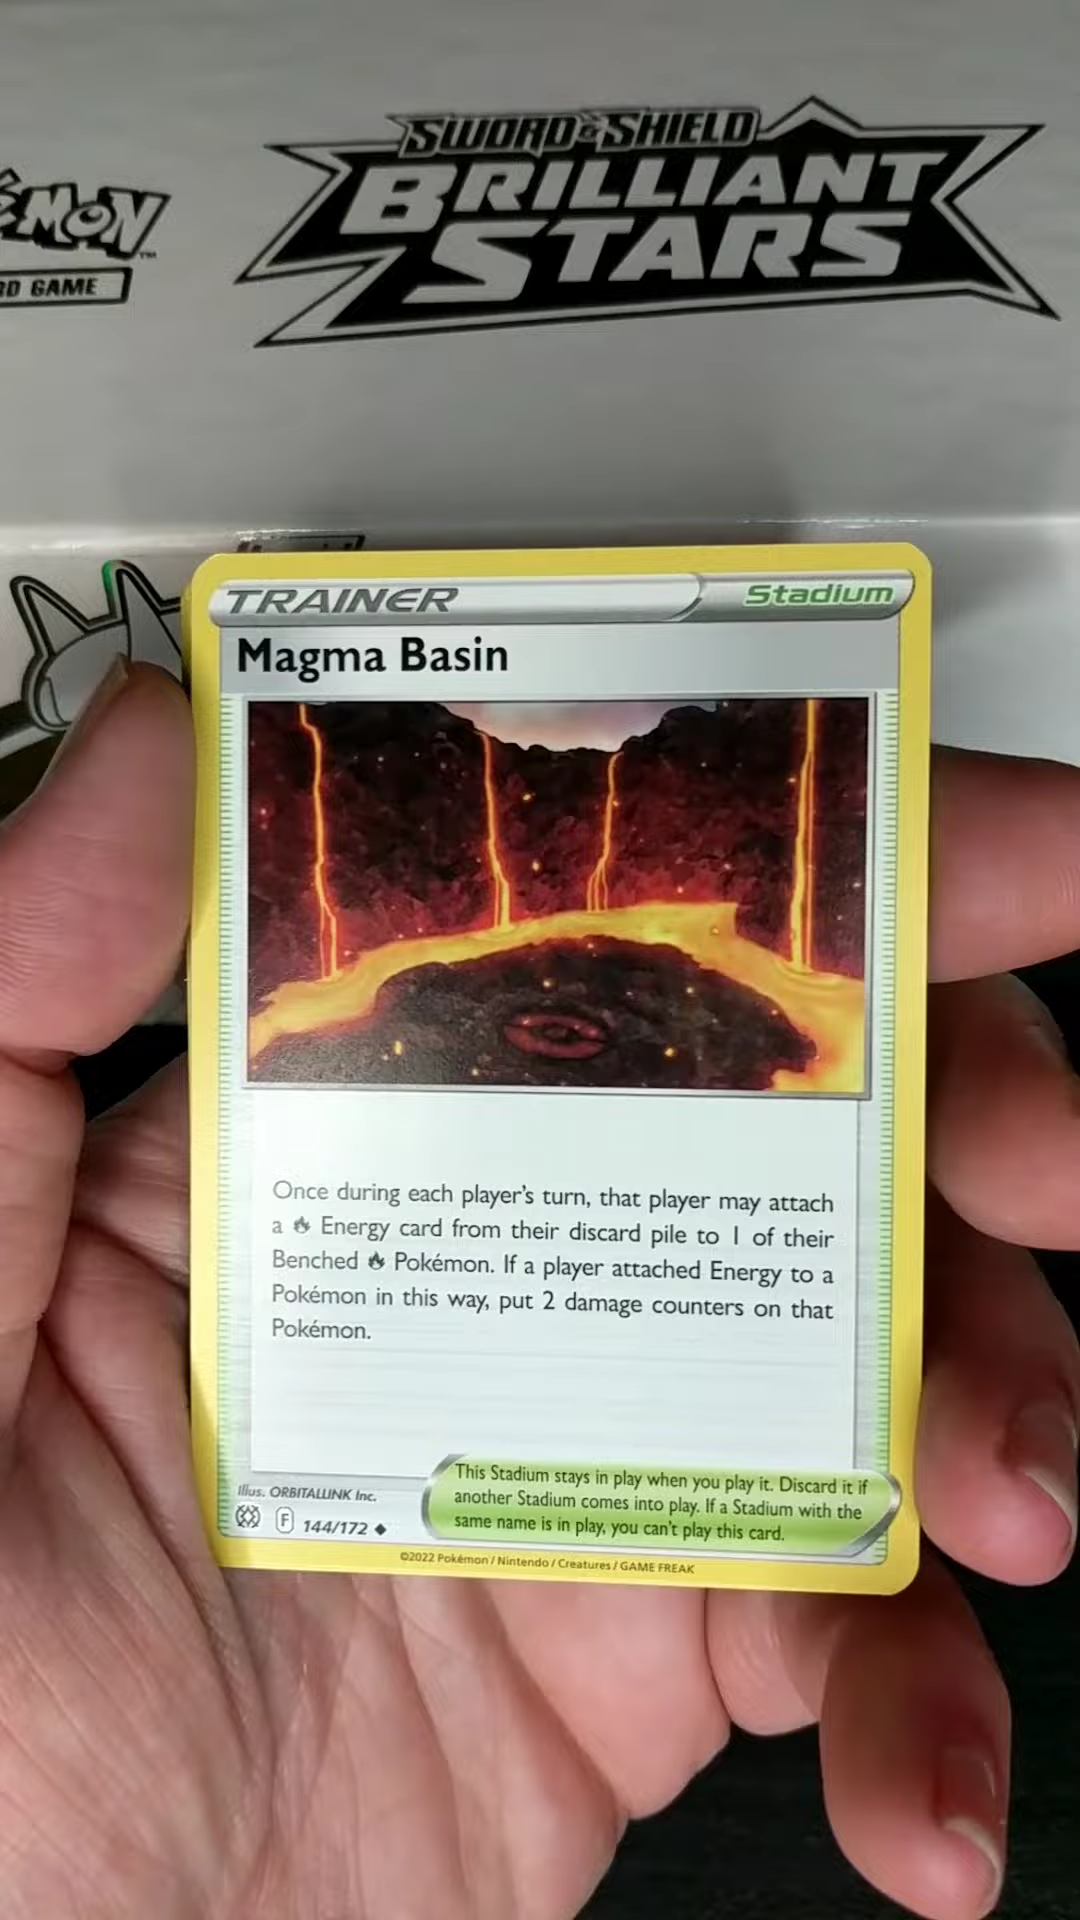 SWORD & SHIELD
BRILLIANT
STARS
GAME
TRAINER
Stadium
Magma Basin
Once during each player's turn, that player may attach
a Energy card from their discard pile to 1 of their
Benched Pokémon. If a player attached Energy to a
Pokémon in this way, put 2 damage counters on that
Pokémon.
This Stadium stays in play when you play it. Discard it if
another Stadium comes into play. If a Stadium with the
same name is in play, you can't play this card.
Illus. ORBITALLINK Inc.
F 144/172
©2022 Pokémon / Nintendo / Creatures / GAME FREAK